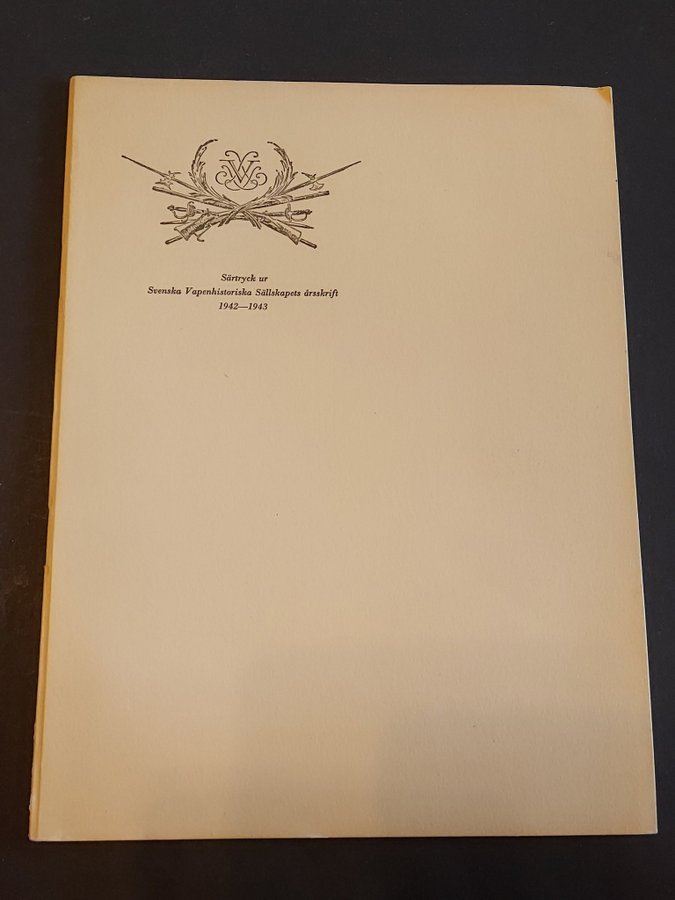 Särtryck ur
Svenska Vapenhistoriska Sällskapets årsskrift
1942—1943